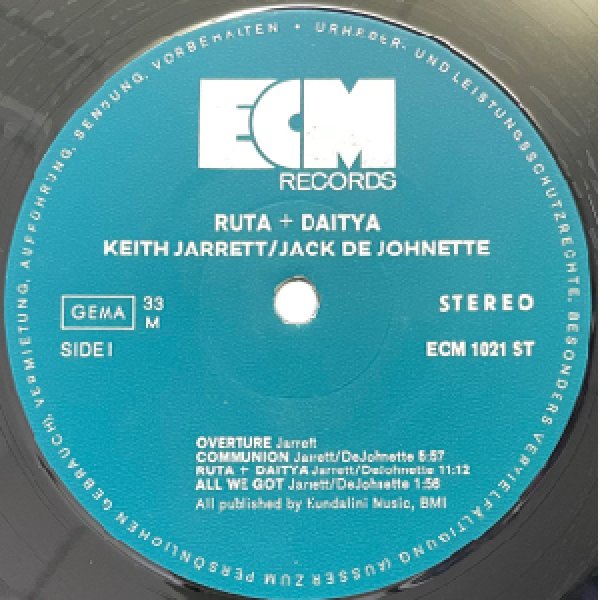 URHEBER- UND LEISTUNGSSCHUTZRECHTE, BESONDERS VERVIELFÄLTIGUNG (AUSSER ZUM PERSÖNLICHEN GEBRAUCH), VERMIETUNG, AUFFÜHRUNG, SENDUNG, VORBEHALTEN •
ECM
RECORDS
RUTA + DAITYA
KEITH JARRETT/JACK DE JOHNETTE
GEMA 33 STEREO
M
SIDE I ECM 1021 ST
OVERTURE Jarrett
COMMUNION Jarrett/DeJohnette 5:57
RUTA + DAITYA Jarrett/DeJohnette 11:12
ALL WE GOT Jarrett/DeJohnette 1:56
All published by Kundalini Music, BMI